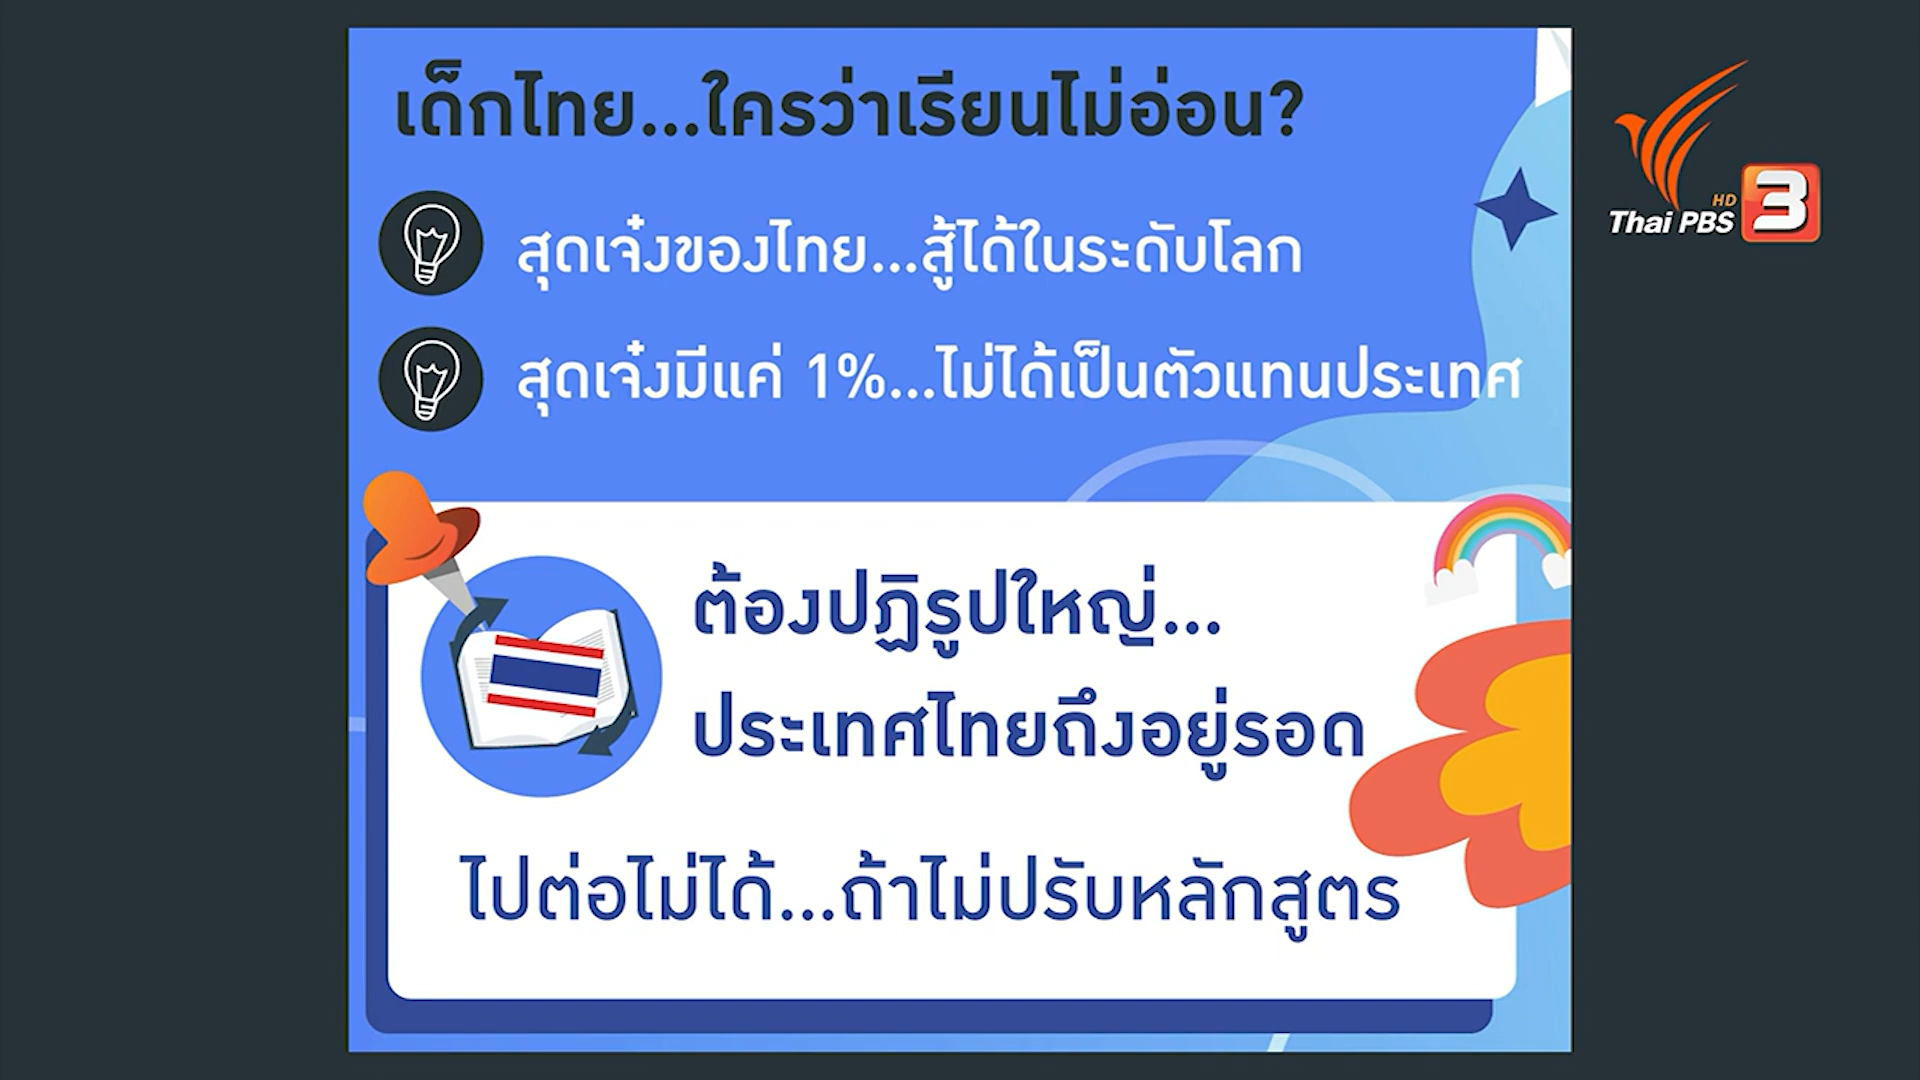 เด็กไทย...ใครว่าเรียนไม่อ่อน?
สุดเจ๋งของไทย...สู้ได้ในระดับโลก
สุดเจ๋งมีแค่ 1%...ไม่ได้เป็นตัวแทนประเทศ
ต้องปฏิรูปใหญ่...
ประเทศไทยถึงอยู่รอด
ไปต่อไม่ได้...ถ้าไม่ปรับหลักสูตร
HD
Thai PBS 3